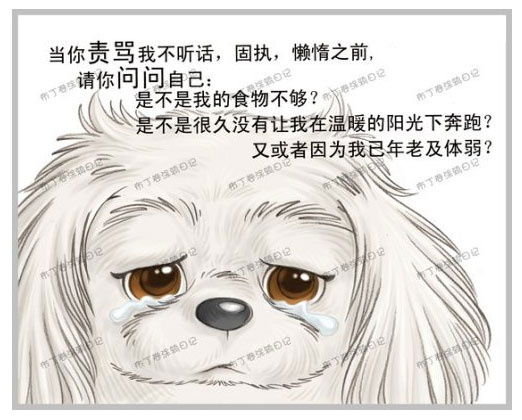 当你责骂我不听话，固执，懒惰之前，
请你问问自己：
是不是我的食物不够？
是不是很久没有让我在温暖的阳光下奔跑？
又或者因为我已年老及体弱？